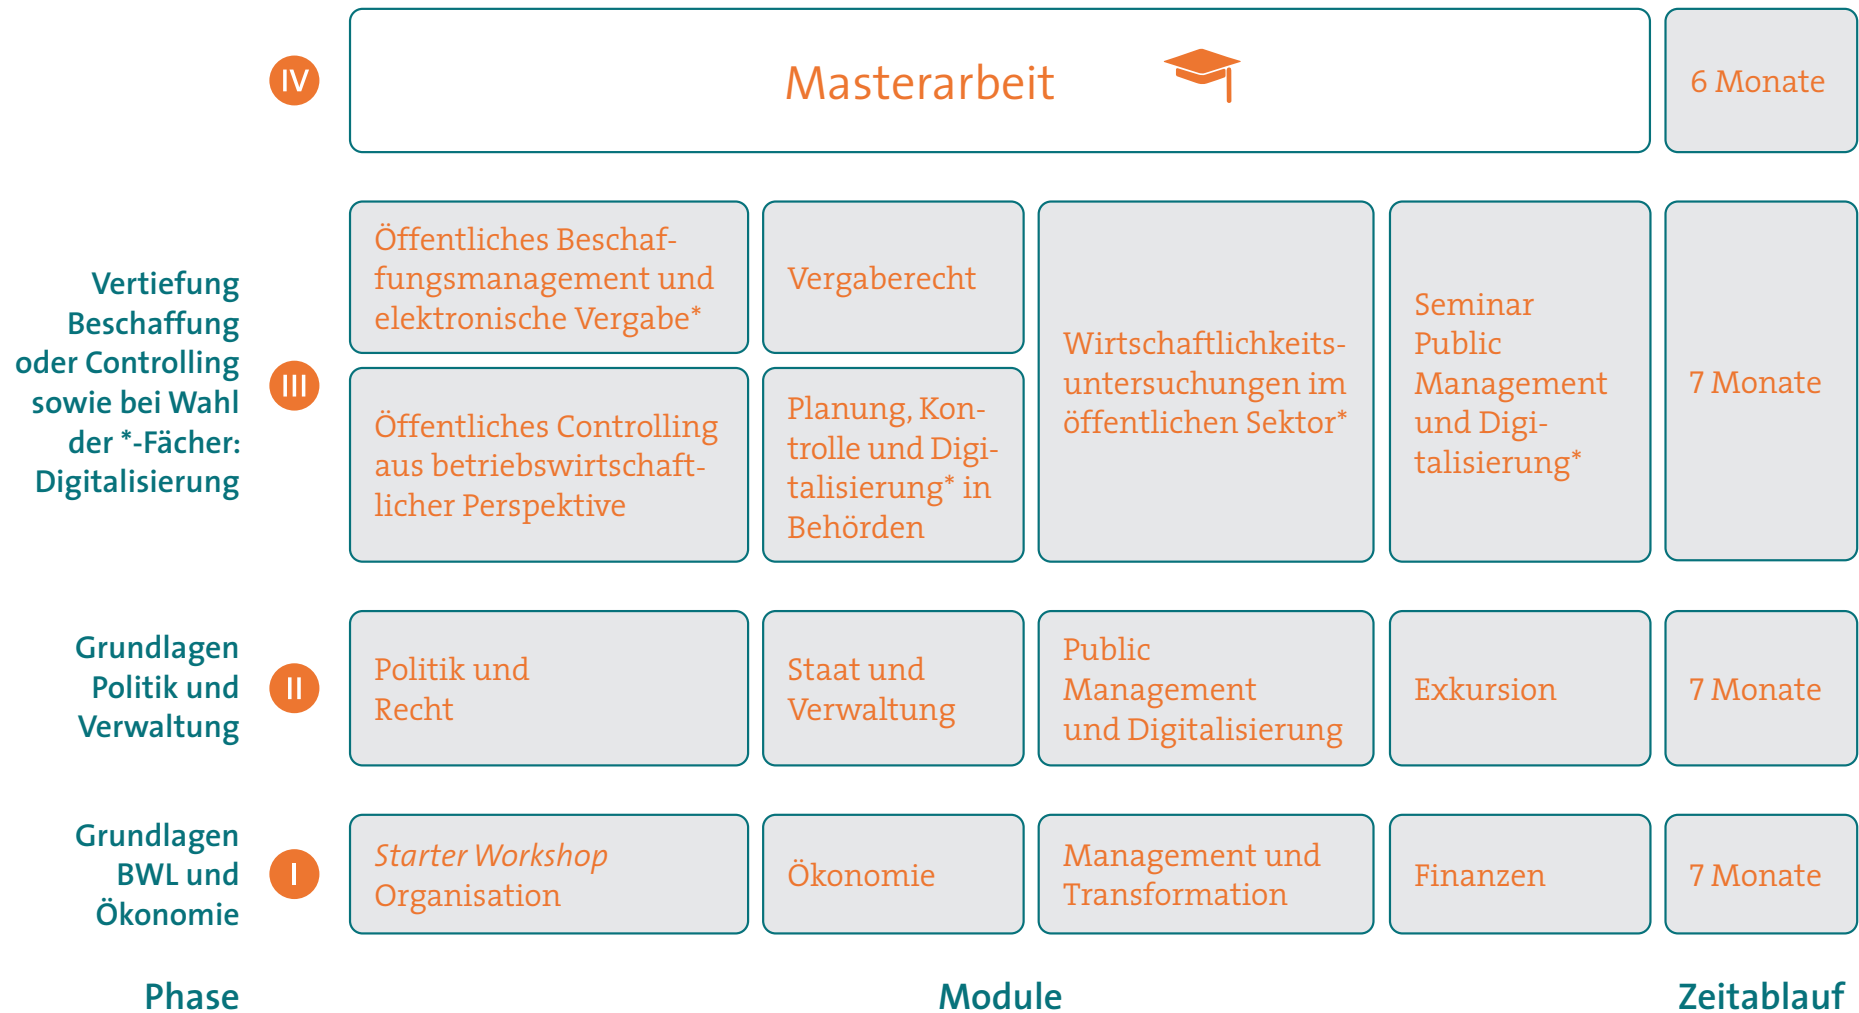 IV
Masterarbeit
6 Monate
Vertiefung
Beschaffung
oder Controlling
sowie bei Wahl
der *-Fächer:
Digitalisierung
III
Öffentliches Beschaf-
fungsmanagement und
elektronische Vergabe*
Vergaberecht
Öffentliches Controlling
aus betriebswirtschaft-
licher Perspektive
Planung, Kon-
trolle und Digi-
talisierung* in
Behörden
Wirtschaftlichkeits-
untersuchungen im
öffentlichen Sektor*
Seminar
Public
Management
und Digi-
talisierung*
7 Monate
Grundlagen
Politik und
Verwaltung
II
Politik und
Recht
Staat und
Verwaltung
Public
Management
und Digitalisierung
Exkursion
7 Monate
Grundlagen
BWL und
Ökonomie
I
Starter Workshop
Organisation
Ökonomie
Management und
Transformation
Finanzen
7 Monate
Phase
Module
Zeitablauf